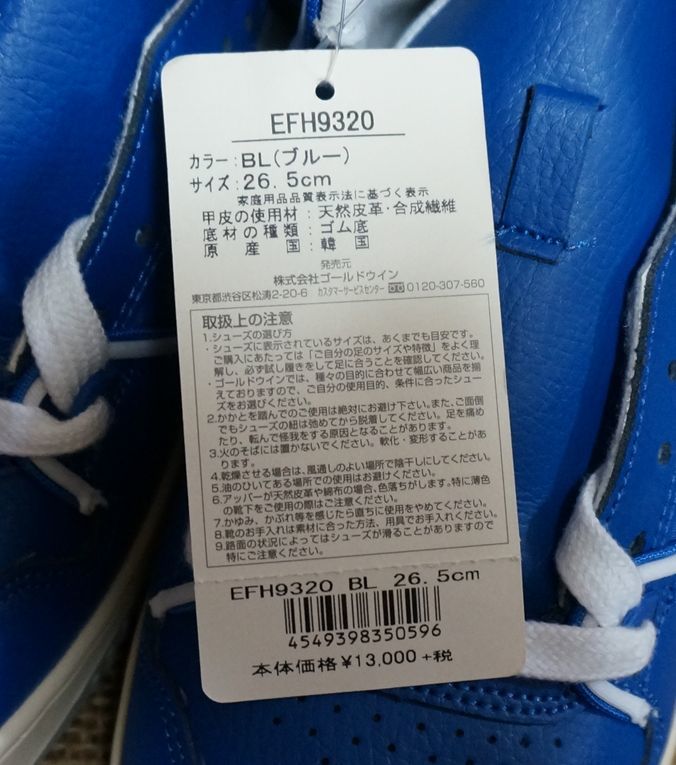 EFH9320
カラー:BL(ブルー)
サイズ:26.5cm
家庭用品品質表示法に基づく表示
甲皮の使用材:天然皮革・合成繊維
底材の種類:ゴム底
原産国:韓国
発売元
株式会社ゴールドウイン
東京都渋谷区松涛2-20-6 カスタマーサービスセンター 0120-307-560
取扱上の注意
1.シューズの選び方
・シューズに表示されているサイズは、あくまでも目安です。
ご購入にあたっては「ご自分の足のサイズや特徴」をよく理
解し、必ず試し履きをして足に合うことを確認してください。
・ゴールドウインでは、種々の目的に合わせて幅広い商品を揃
えておりますので、ご自分の使用目的、条件に合ったシュー
ズをお選びください。
2.かかとを踏んでのご使用は絶対にお避け下さい。また、ご面倒
でもシューズの紐は弛めてから脱着してください。足を痛め
たり、転んで怪我をする原因となることがあります。
3.火のそばには置かないでください。軟化・変形することがあ
ります。
4.乾燥させる場合は、風通しのよい場所で陰干しにしてください。
5.油のひいてある場所での使用はお避けください。
6.アッパーが天然皮革や綿布の場合、色落ちがします。特に薄色
の靴下をご使用の際はご注意ください。
7.かゆみ、かぶれ等を感じたら直ちに使用をやめてください。
8.靴のお手入れは素材に合った方法、用具でお手入れください。
9.路面の状況によってはシューズが滑ることがありますので
特にご注意ください。
EFH9320 BL 26.5cm
4549398350596
本体価格¥13,000+税